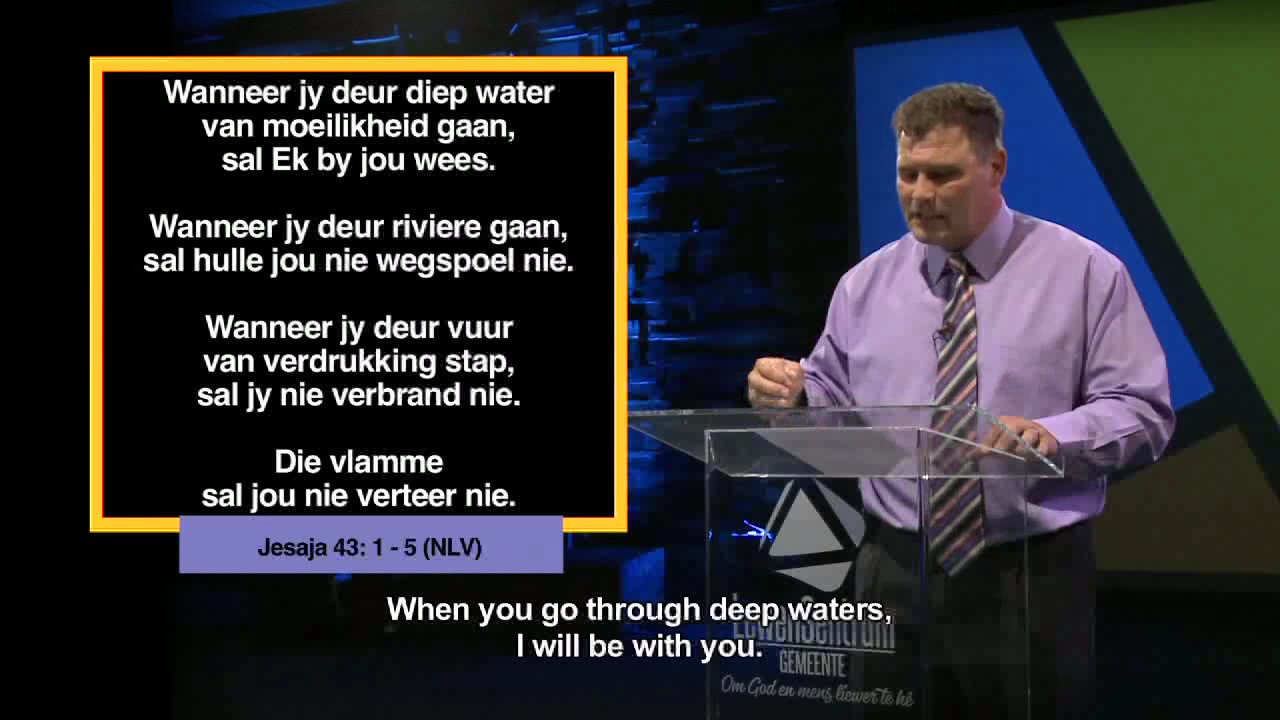 Wanneer jy deur diep water
van moeilikheid gaan,
sal Ek by jou wees.
Wanneer jy deur riviere gaan,
sal hulle jou nie wegspoel nie.
Wanneer jy deur vuur
van verdrukking stap,
sal jy nie verbrand nie.
Die vlamme
sal jou nie verteer nie.
Jesaja 43: 1 - 5 (NLV)
When you go through deep waters,
I will be with you.
LewenSentrum
GEMEENTE
Om God en mens liewer te hê